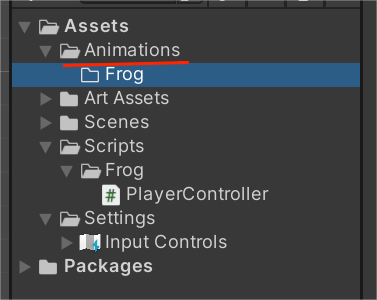 Assets
Animations
Frog
Art Assets
Scenes
Scripts
Frog
# PlayerController
Settings
Input Controls
Packages